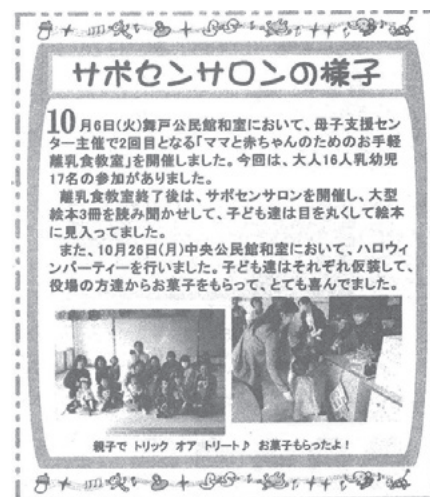 サポセンサロンの様子
10月6日(火)舞戸公民館和室において、母子支援セン
ター主催で2回目となる「ママと赤ちゃんのためのお手軽
離乳食教室」を開催しました。今回は、大人16人乳幼児
17名の参加がありました。
離乳食教室終了後は、サポセンサロンを開催し、大型
絵本3冊を読み聞かせして、子ども達は目を丸くして絵本
に見入ってました。
また、10月26日(月)中央公民館和室において、ハロウィ
ンパーティーを行いました。子ども達はそれぞれ仮装して、
役場の方達からお菓子をもらって、とても喜んでました。
親子で トリック オア トリート♪ お菓子もらったよ!